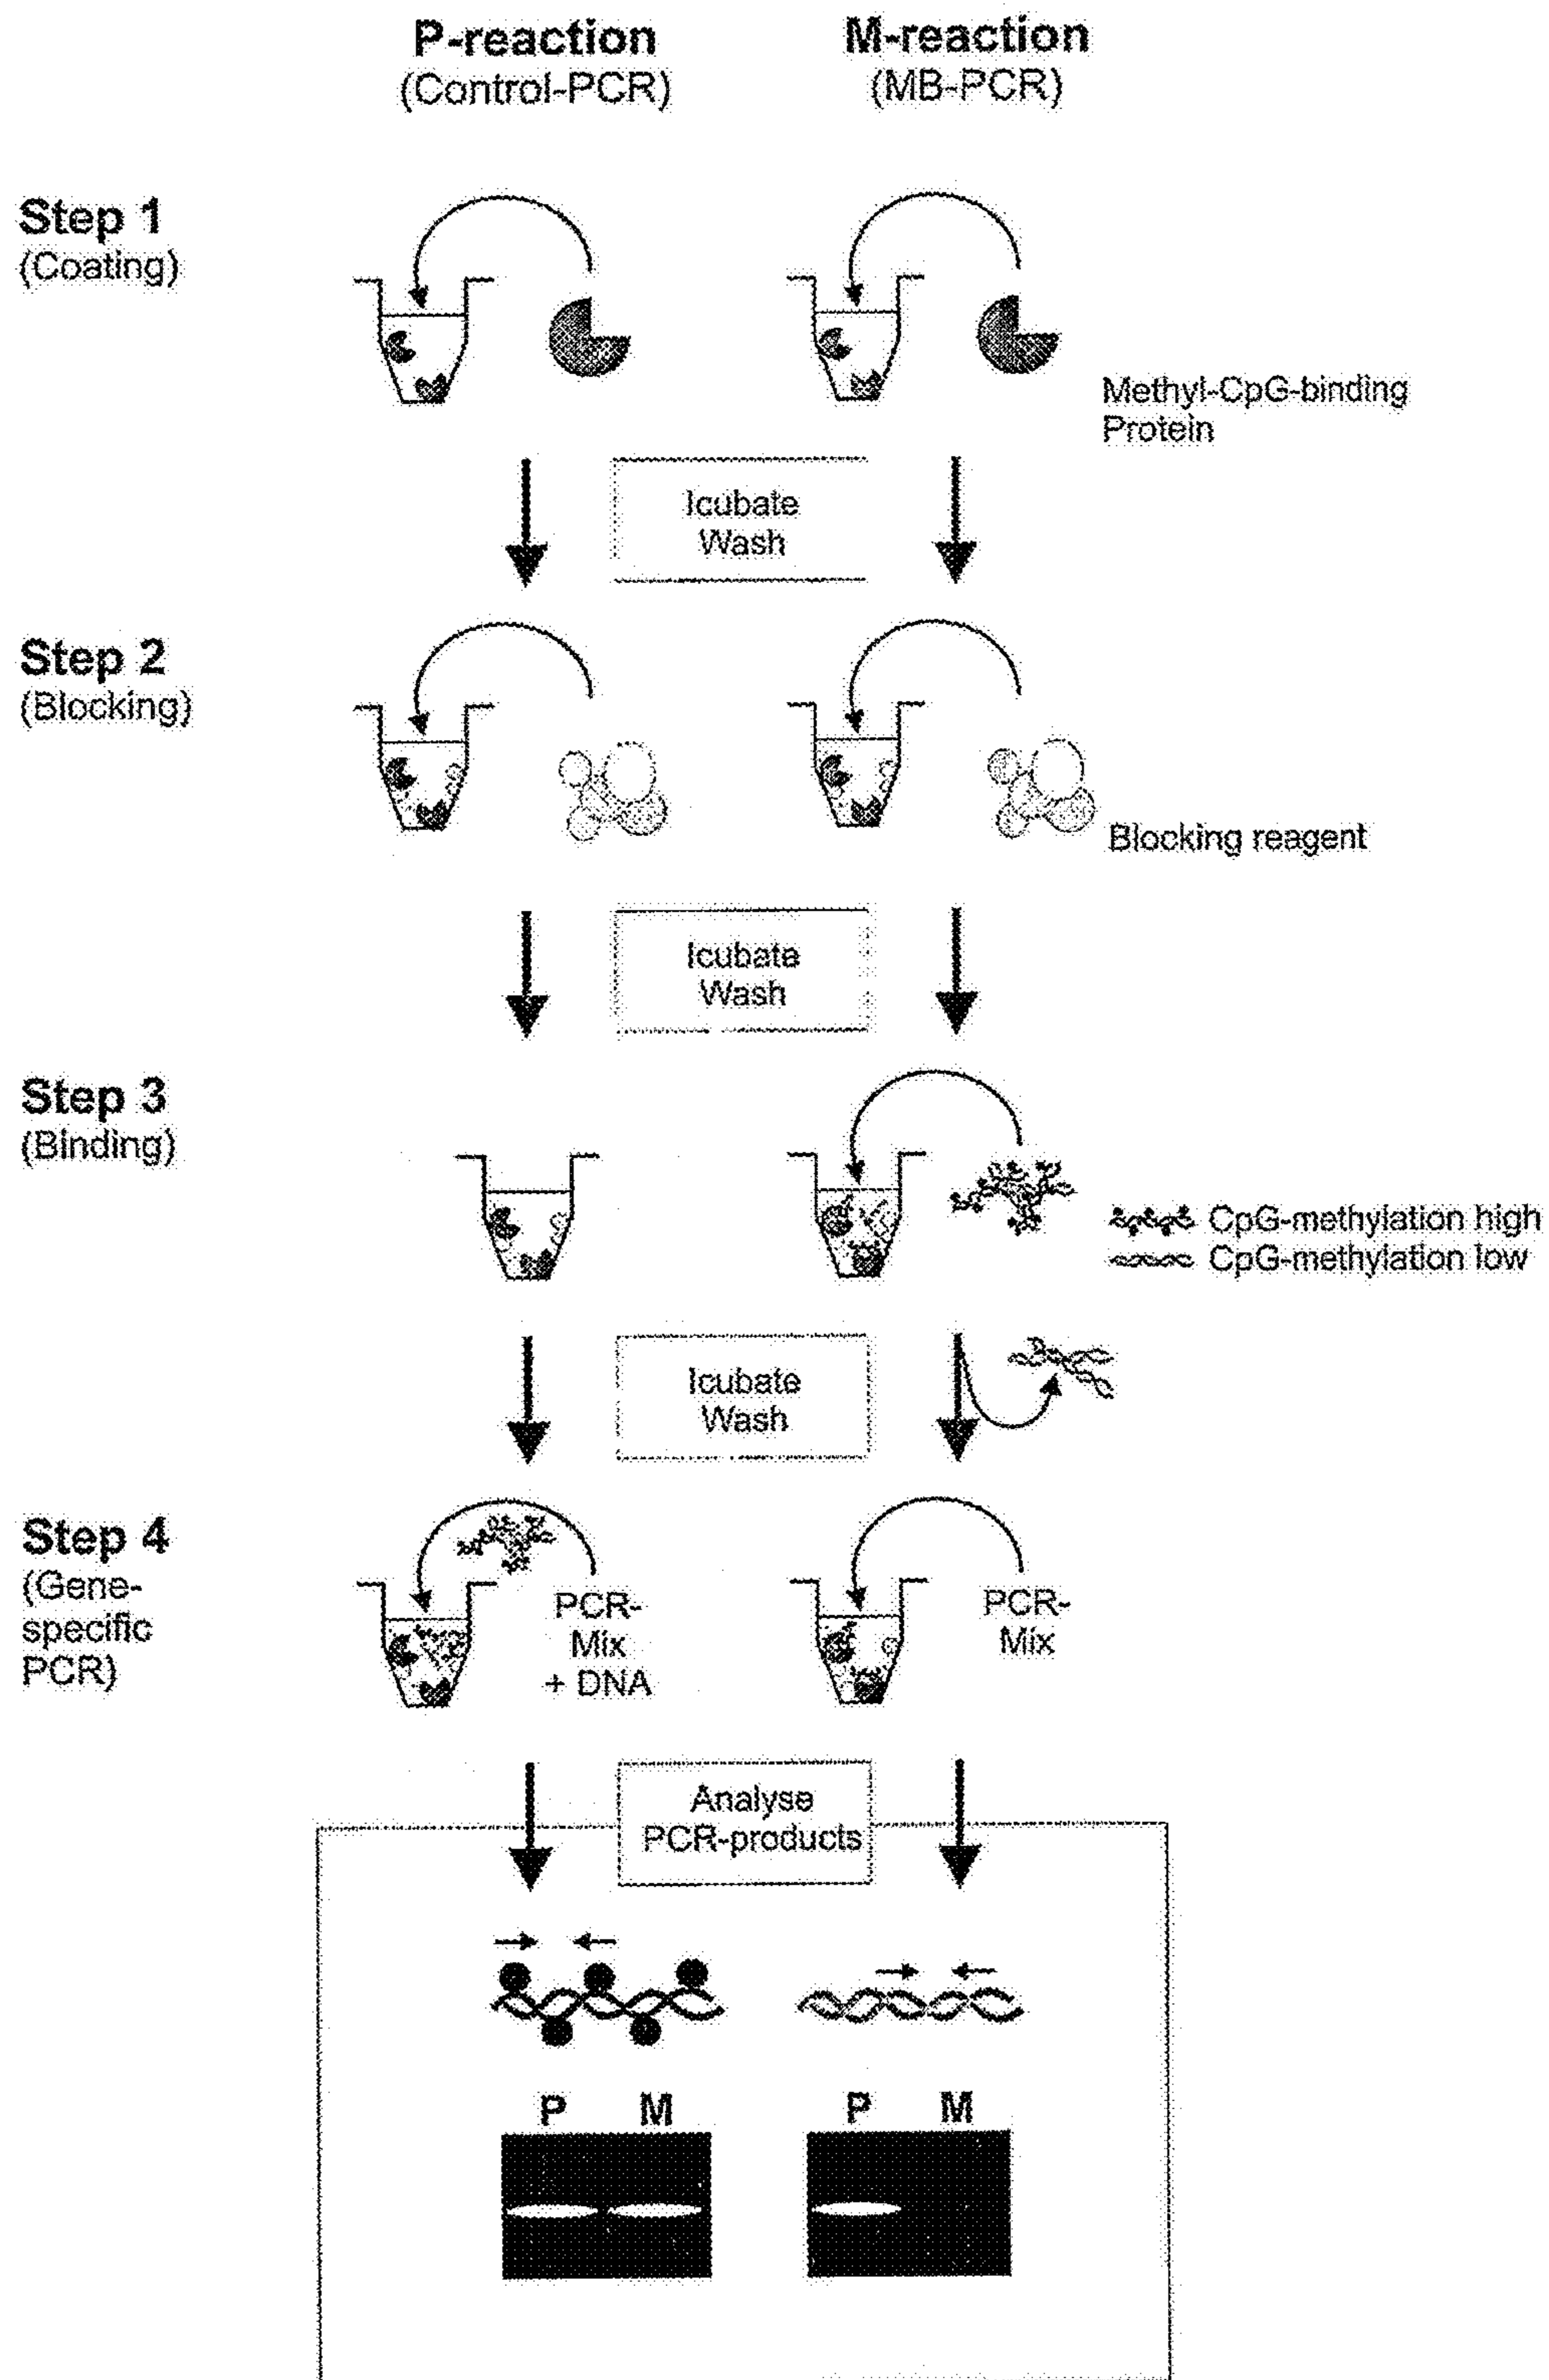 P-reaction
(Control-PCR)
M-reaction
(MB-PCR)
Step 1
(Coating)
Methyl-CpG-binding
Protein
Icubate
Wash
Step 2
(Blocking)
Blocking reagent
Icubate
Wash
Step 3
(Binding)
CpG-methylation high
CpG-methylation low
Icubate
Wash
Step 4
(Gene-
specific
PCR)
PCR-
Mix
+ DNA
PCR-
Mix
Analyse
PCR-products
P M
P M